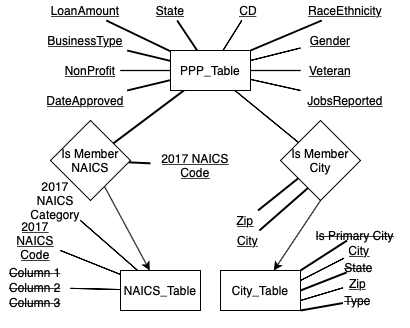 LoanAmount
State
CD
RaceEthnicity
BusinessType
Gender
NonProfit
PPP_Table
Veteran
DateApproved
JobsReported
Is Member
NAICS
2017 NAICS
Code
Is Member
City
2017
NAICS
Category
Zip
City
2017
NAICS
Code
Column 1
Column 2
Column 3
NAICS_Table
City_Table
Is Primary City
City
State
Zip
Type